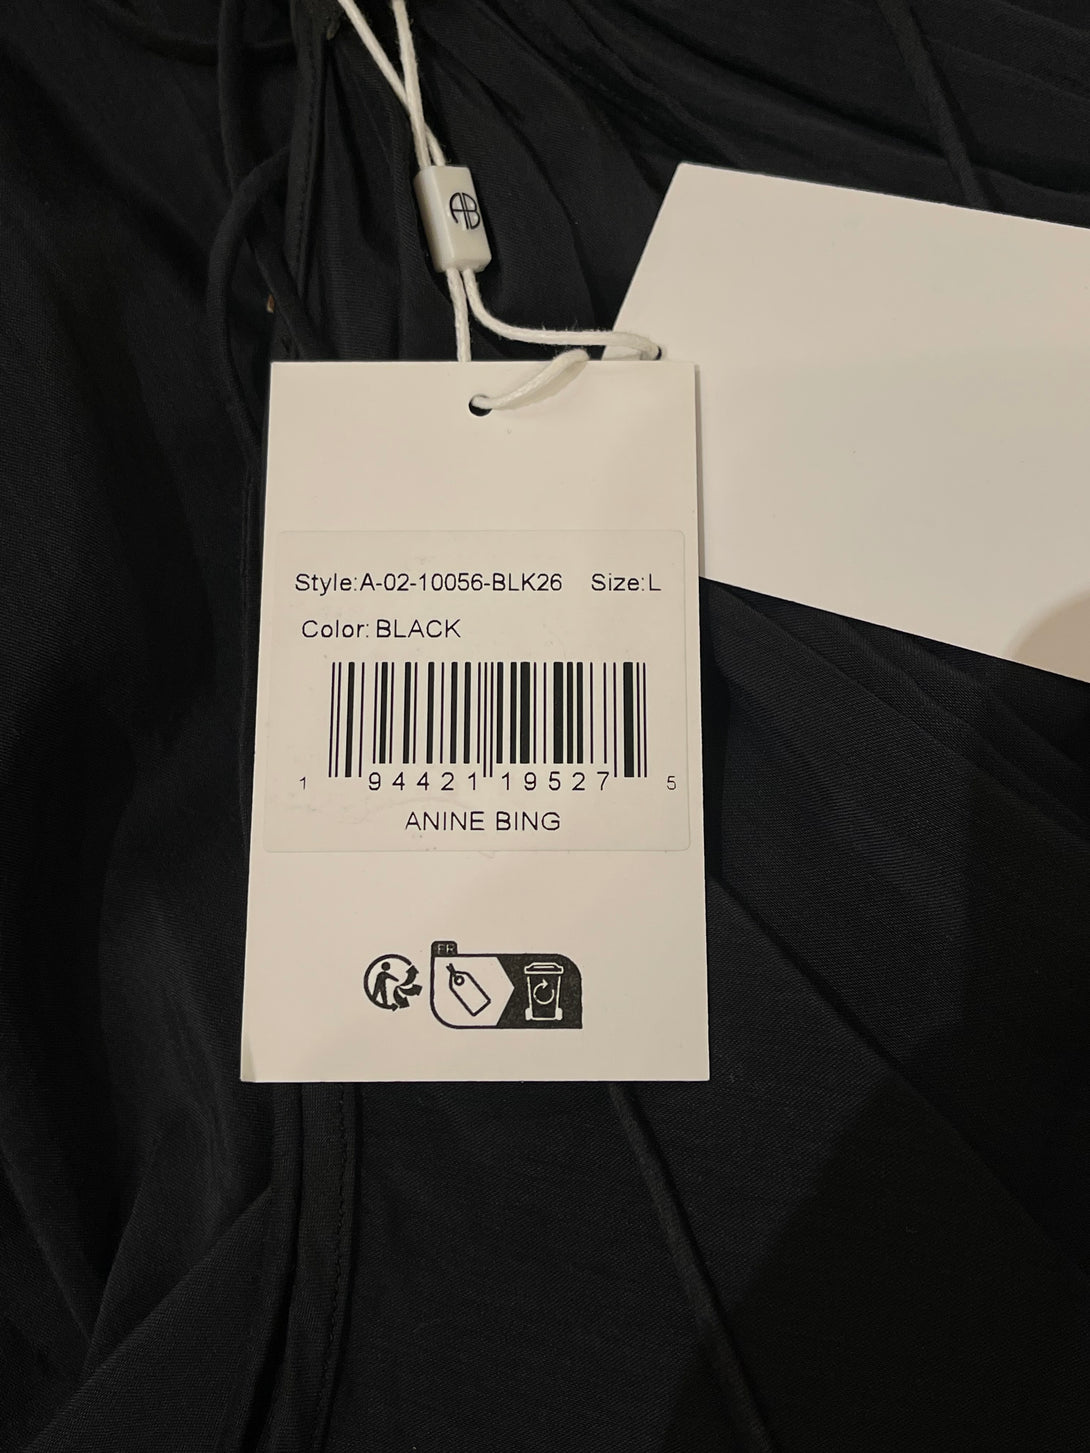 AB
Style:A-02-10056-BLK26 Size:L
Color: BLACK
1 94421 19527 5
ANINE BING
FR